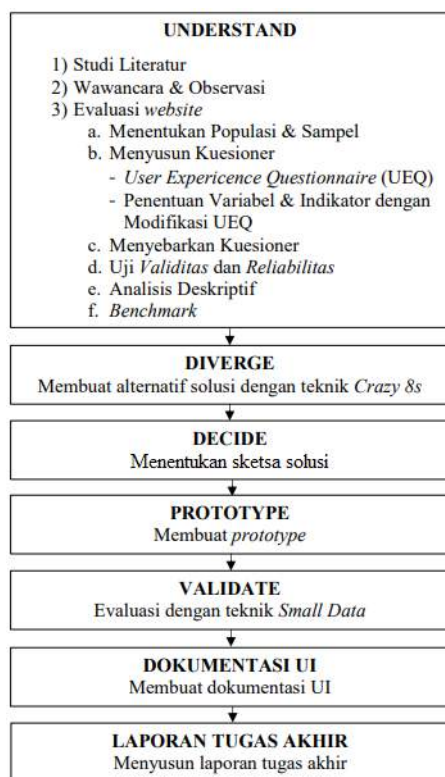 UNDERSTAND
1) Studi Literatur
2) Wawancara & Observasi
3) Evaluasi website
a. Menentukan Populasi & Sampel
b. Menyusun Kuesioner
- User Expericence Questionnaire (UEQ)
- Penentuan Variabel & Indikator dengan
Modifikasi UEQ
c. Menyebarkan Kuesioner
d. Uji Validitas dan Reliabilitas
e. Analisis Deskriptif
f. Benchmark
DIVERGE
Membuat alternatif solusi dengan teknik Crazy 8s
DECIDE
Menentukan sketsa solusi
PROTOTYPE
Membuat prototype
VALIDATE
Evaluasi dengan teknik Small Data
DOKUMENTASI UI
Membuat dokumentasi UI
LAPORAN TUGAS AKHIR
Menyusun laporan tugas akhir